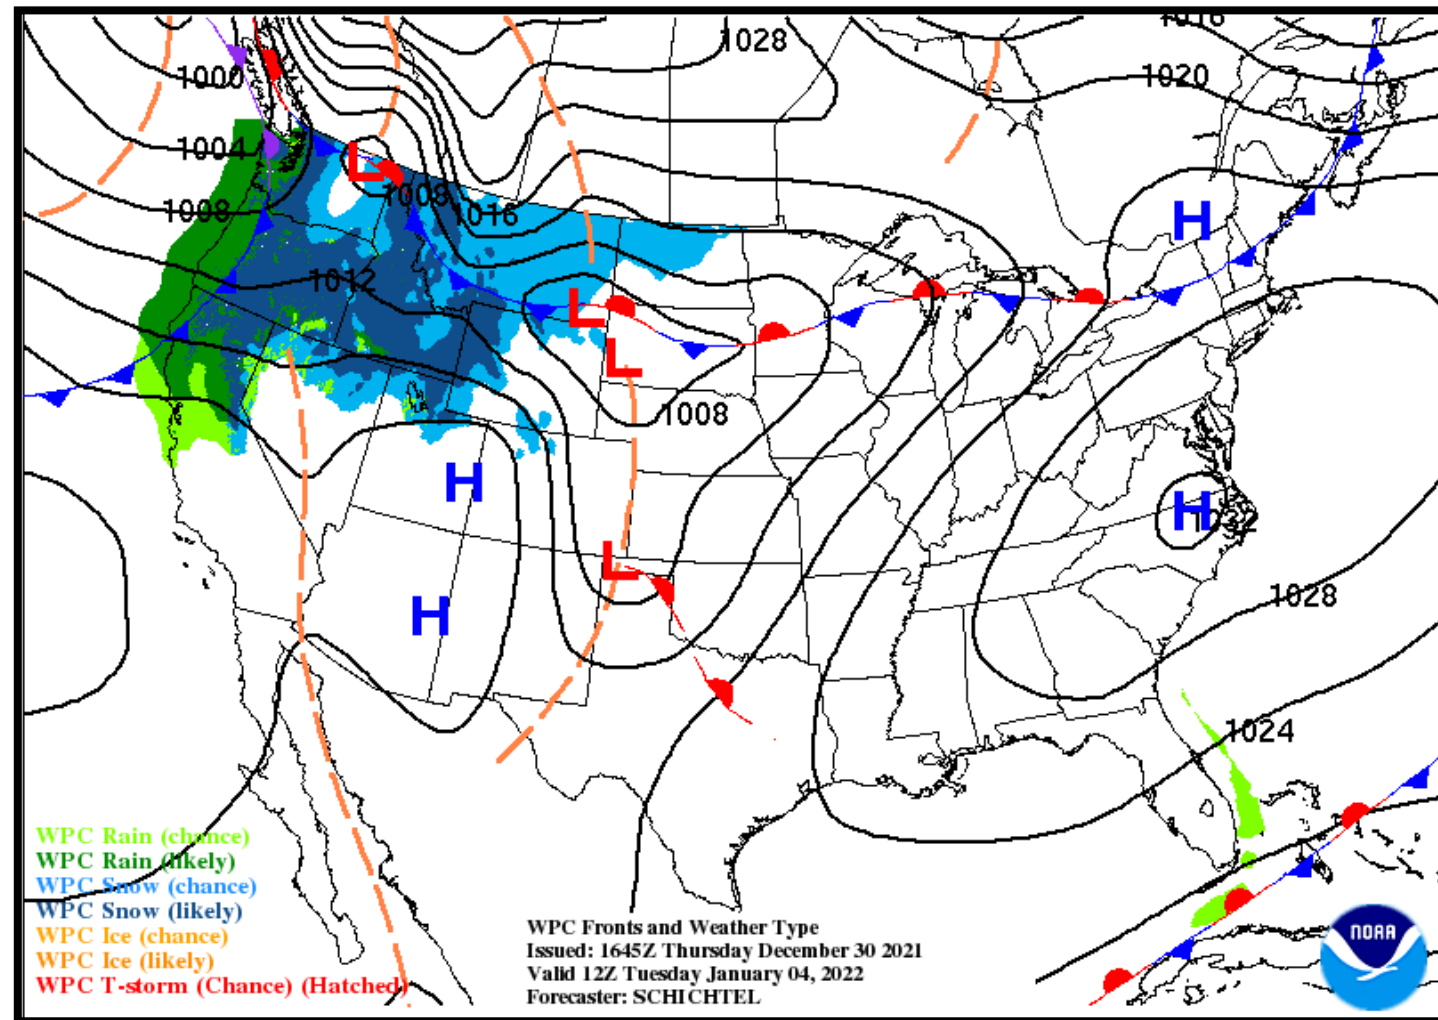 1016
1028
1000
1020
1004
1008
1016
1008
L
H
1012
L
L
1008
H
H
1032
L
1028
H
1024
WPC Rain (chance)
WPC Rain (likely)
WPC Snow (chance)
WPC Snow (likely)
WPC Ice (chance)
WPC Ice (likely)
WPC T-storm (Chance) (Hatched)
WPC Fronts and Weather Type
Issued: 1645Z Thursday December 30 2021
Valid 12Z Tuesday January 04, 2022
Forecaster: SCHICHTEL
NOAA